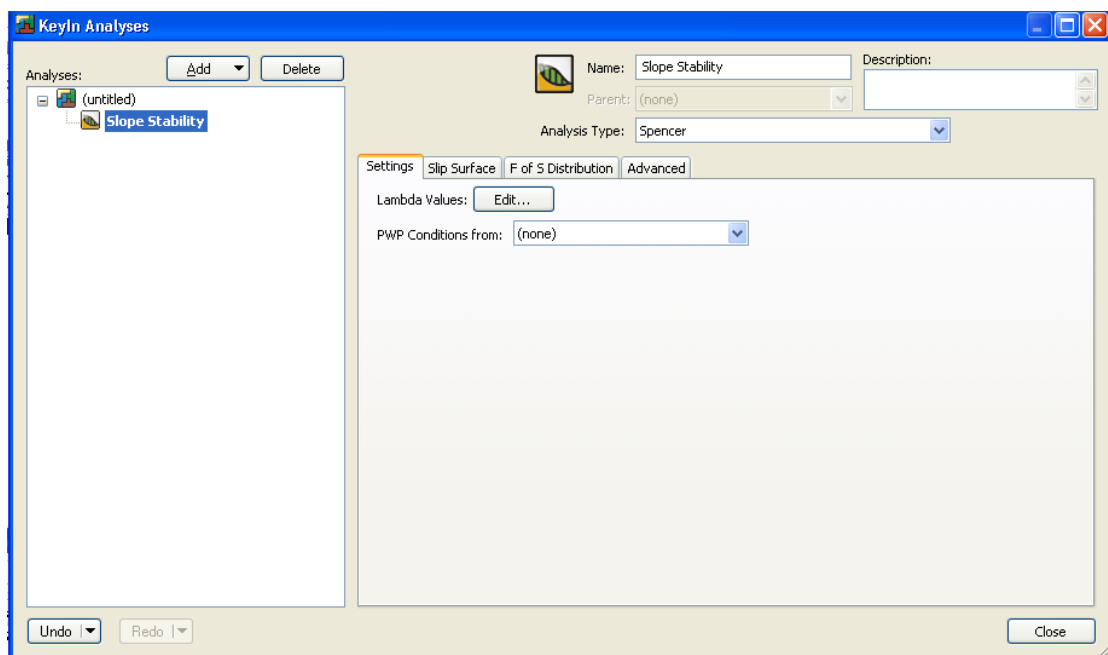 KeyIn Analyses
Analyses:
Add
Delete
(untitled)
Slope Stability
Name: Slope Stability
Description:
Parent: (none)
Analysis Type: Spencer
Settings Slip Surface F of S Distribution Advanced
Lambda Values: Edit...
PWP Conditions from: (none)
Undo
Redo
Close